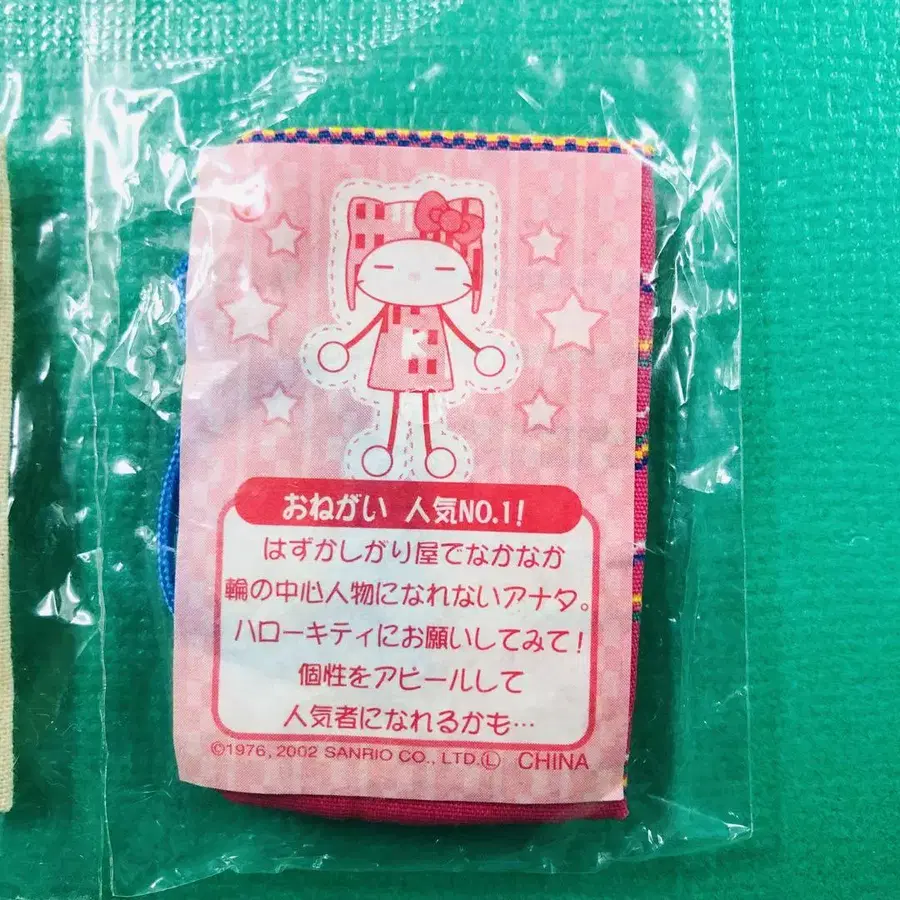 K
おねがい 人気NO.1!
はずかしがり屋でなかなか
輪の中心人物になれないアナタ。
ハローキティにお願いしてみて!
個性をアピールして
人気者になれるかも…
©1976, 2002 SANRIO CO., LTD.Ⓛ CHINA